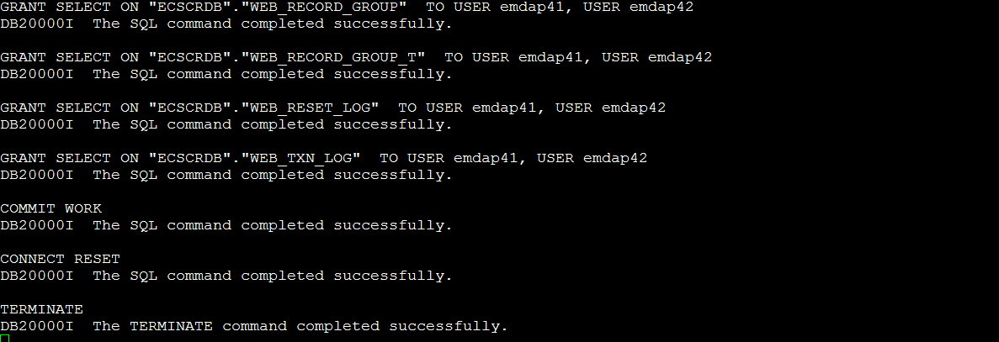 GRANT SELECT ON "ECSCRDB"."WEB_RECORD_GROUP"  TO USER emdap41, USER emdap42
DB20000I  The SQL command completed successfully.
GRANT SELECT ON "ECSCRDB"."WEB_RECORD_GROUP_T"  TO USER emdap41, USER emdap42
DB20000I  The SQL command completed successfully.
GRANT SELECT ON "ECSCRDB"."WEB_RESET_LOG"  TO USER emdap41, USER emdap42
DB20000I  The SQL command completed successfully.
GRANT SELECT ON "ECSCRDB"."WEB_TXN_LOG"  TO USER emdap41, USER emdap42
DB20000I  The SQL command completed successfully.
COMMIT WORK
DB20000I  The SQL command completed successfully.
CONNECT RESET
DB20000I  The SQL command completed successfully.
TERMINATE
DB20000I  The TERMINATE command completed successfully.